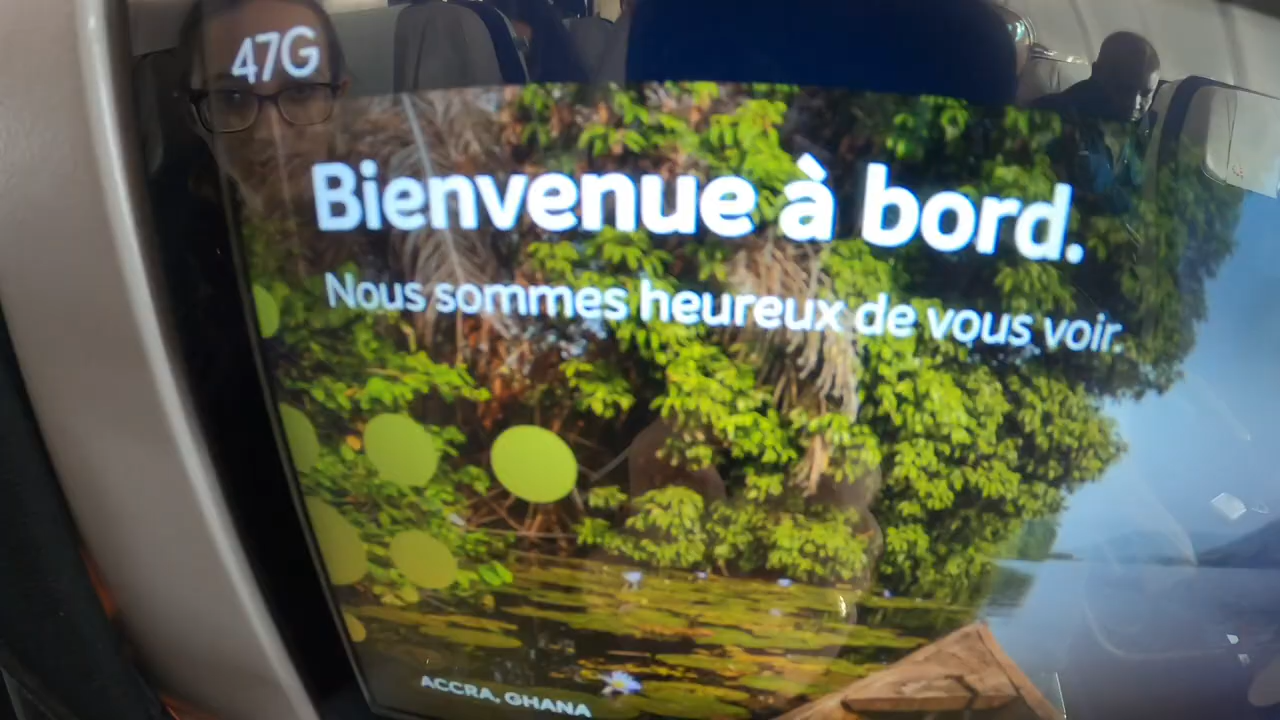 47G
Bienvenue à bord.
Nous sommes heureux de vous voir.
ACCRA, GHANA